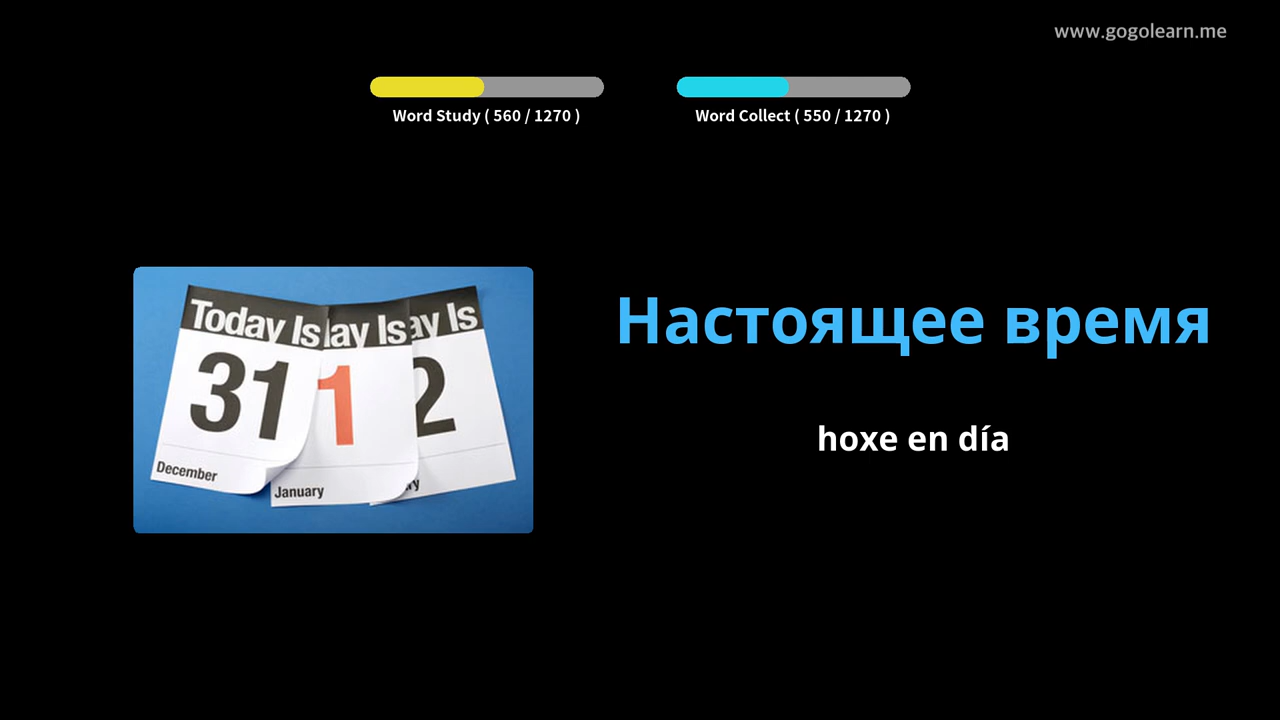 www.gogolearn.me
Word Study ( 560 / 1270 )
Word Collect ( 550 / 1270 )
Today Is
ay Is
ay Is
31
1
2
December
January
ry
Настоящее время
hoxe en día